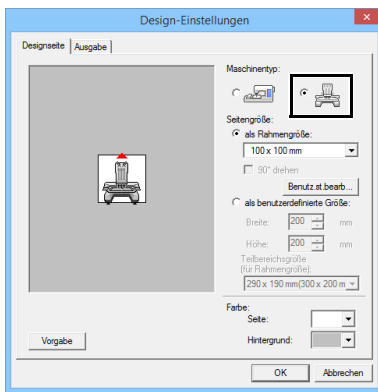 Design-Einstellungen
Designseite Ausgabe
Maschinentyp:
Seitengröße:
als Rahmengröße:
100 x 100 mm
90° drehen
Benutz.st.bearb...
als benutzerdefinierte Größe:
Breite: 200 mm
Höhe: 200 mm
Teilbereichsgröße
(für Rahmengröße):
290 x 190 mm(300 x 200 m
Farbe:
Seite:
Hintergrund:
Vorgabe
OK Abbrechen